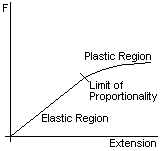 F
Plastic Region
Limit of
Proportionality
Elastic Region
Extension